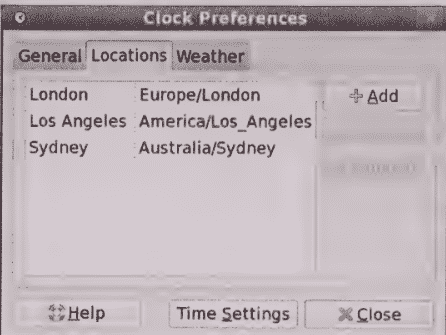 Clock Preferences
General Locations Weather
London Europe/London
Los Angeles America/Los_Angeles
Sydney Australia/Sydney
Add
Help Time Settings Close